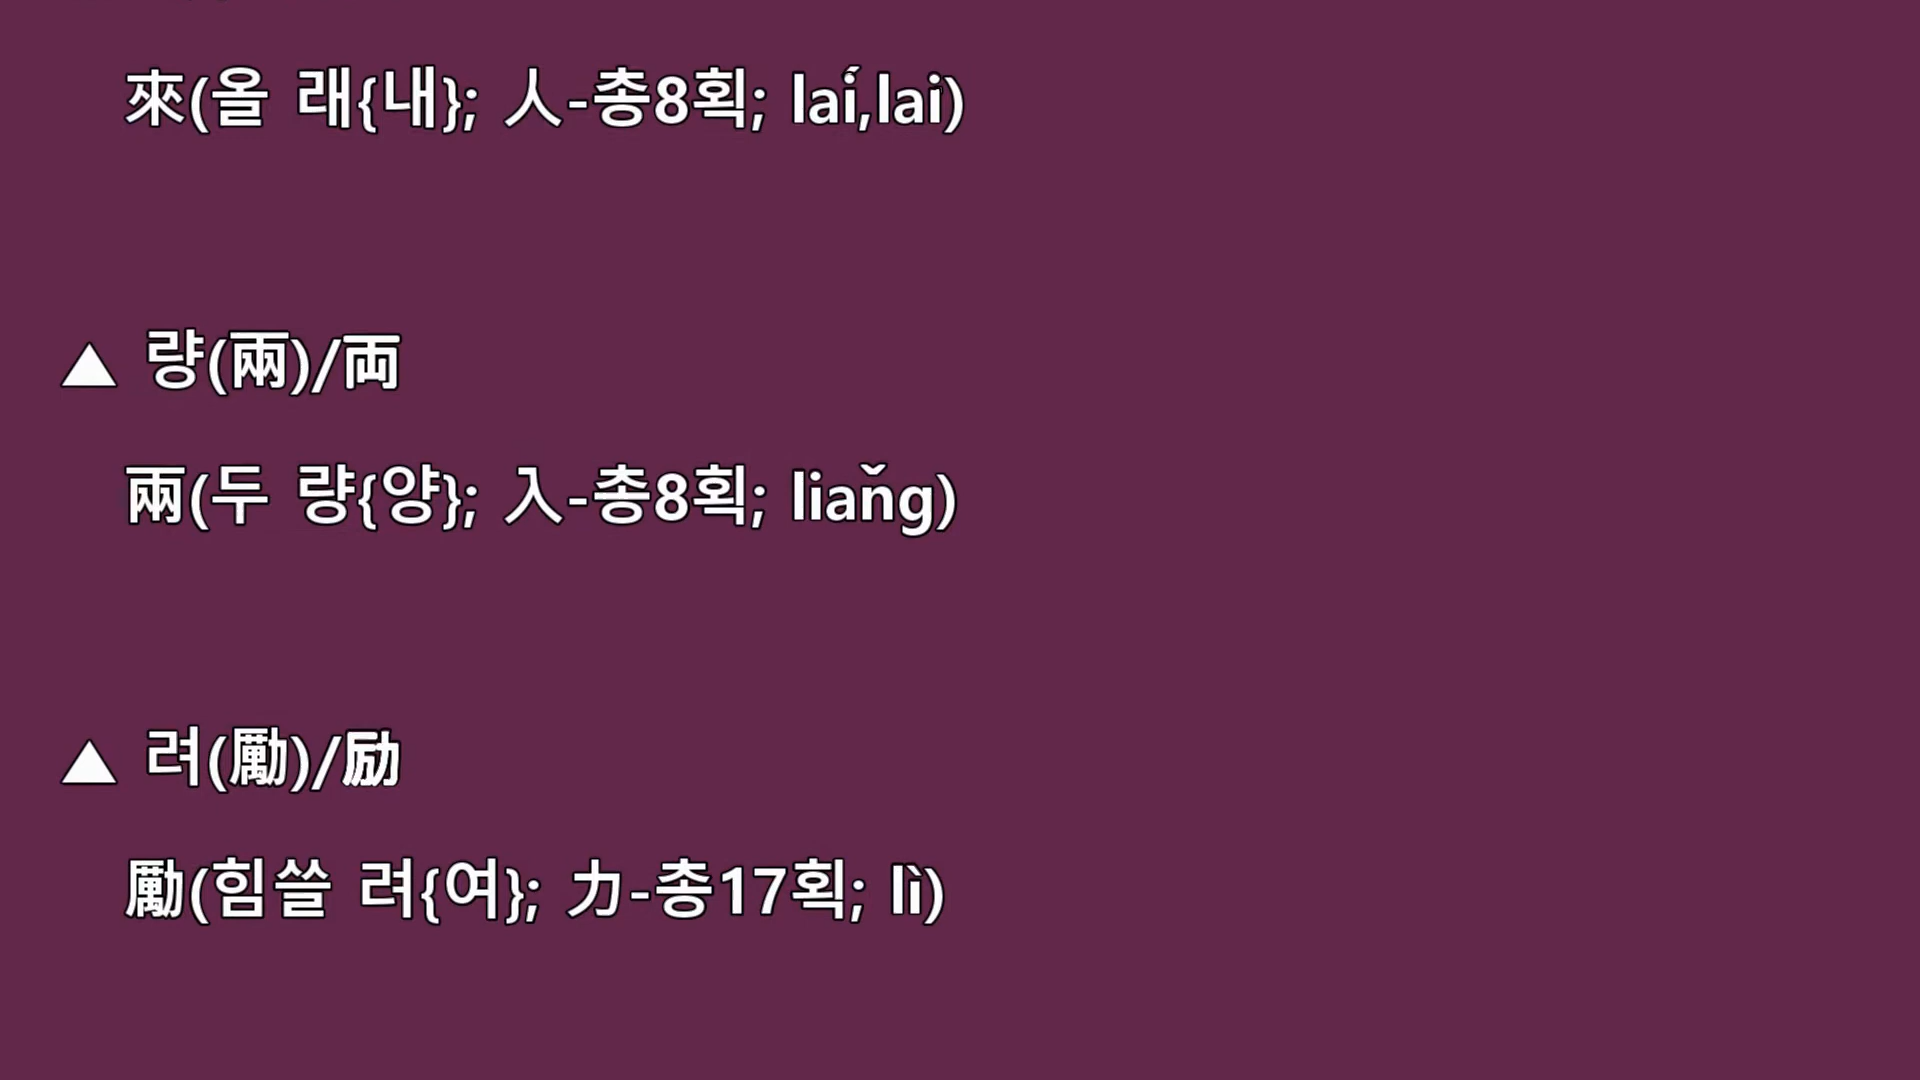 來(올 래{내}; 人-총8획; laí,lai)
▲ 량(兩)/両
兩(두 량{양}; 入-총8획; liaňg)
▲ 려(勵)/励
勵(힘쓸 려{여}; 力-총17획; lì)